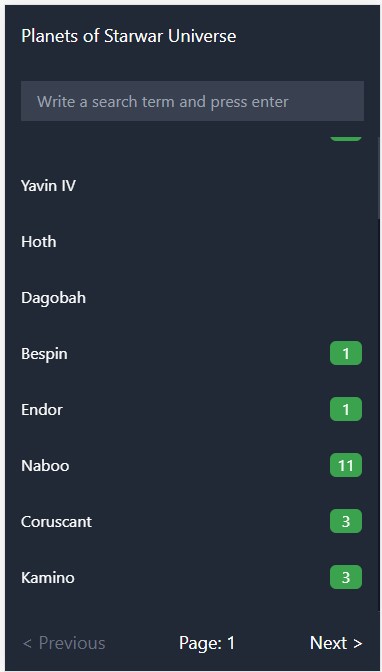 Planets of Starwar Universe
Write a search term and press enter
Yavin IV
Hoth
Dagobah
Bespin 1
Endor 1
Naboo 11
Coruscant 3
Kamino 3
< Previous Page: 1 Next >